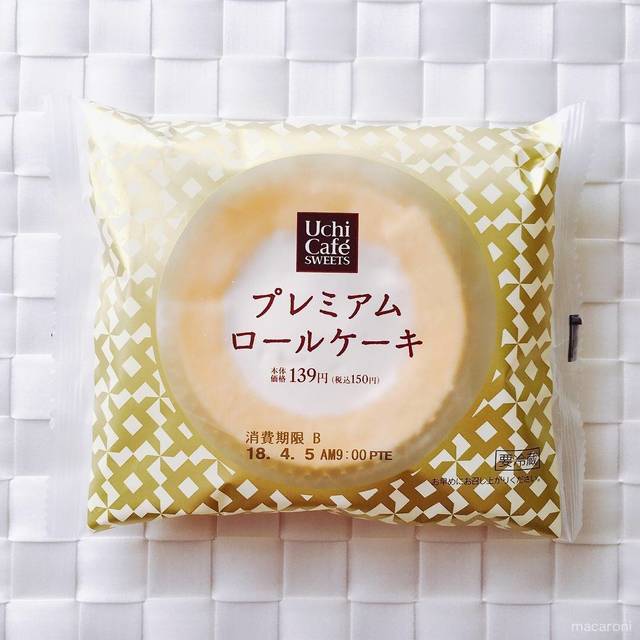 Uchi
Café
SWEETS
プレミアム
ロールケーキ
本体
価格 139円 (税込150円)
消費期限 B
18. 4. 5 AM9:00 PTE
要冷蔵
お早めにお召し上がりください。
macaroni